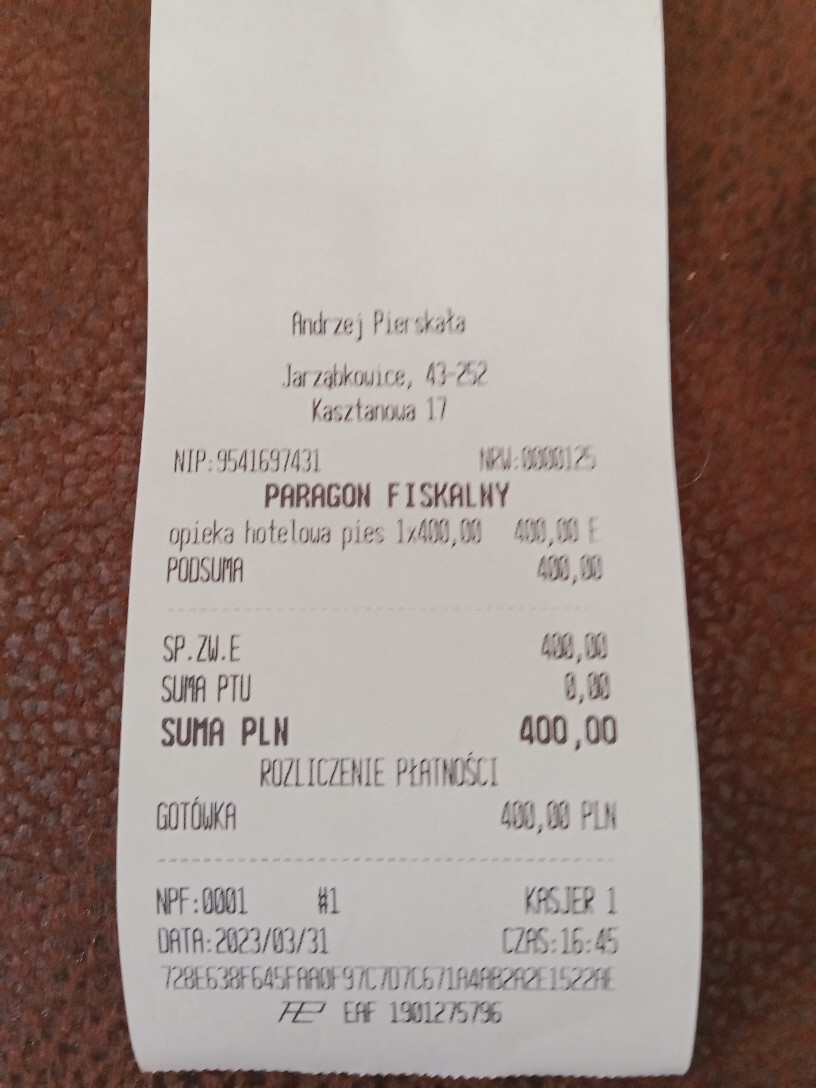 Andrzej Pierskała
Jarząbkowice, 43-252
Kasztanowa 17
NIP:9541697431 NRW:0000125
PARAGON FISKALNY
opieka hotelowa pies 1x400,00 400,00 E
PODSUMA 400,00
SP.ZW.E 400,00
SUMA PTU 0,00
SUMA PLN 400,00
ROZLICZENIE PŁATNOŚCI
GOTÓWKA 400,00 PLN
NPF:0001 #1 KASJER 1
DATA:2023/03/31 CZAS:16:45
728E638F645FAA0F97C7D7C671A4AB2A2E1522AE
EAF 1901275796